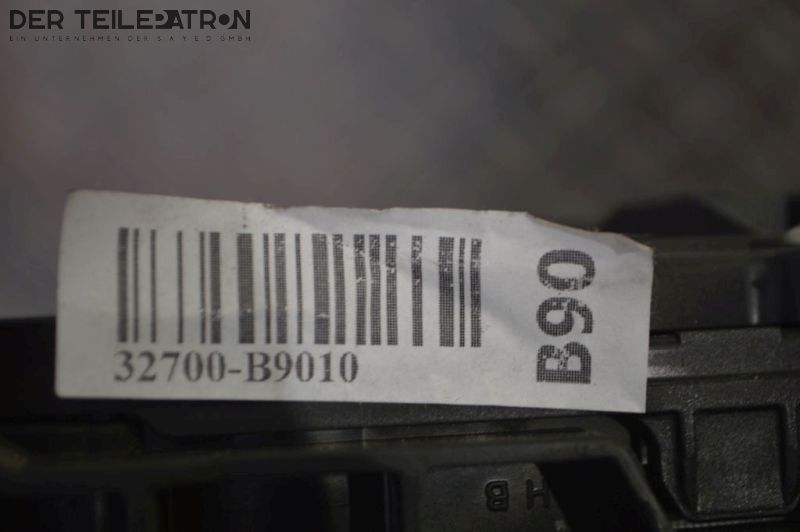 DER TEILEPATRON
EIN UNTERNEHMEN DER S A Y E D GMBH
32700-B9010
B90
H B